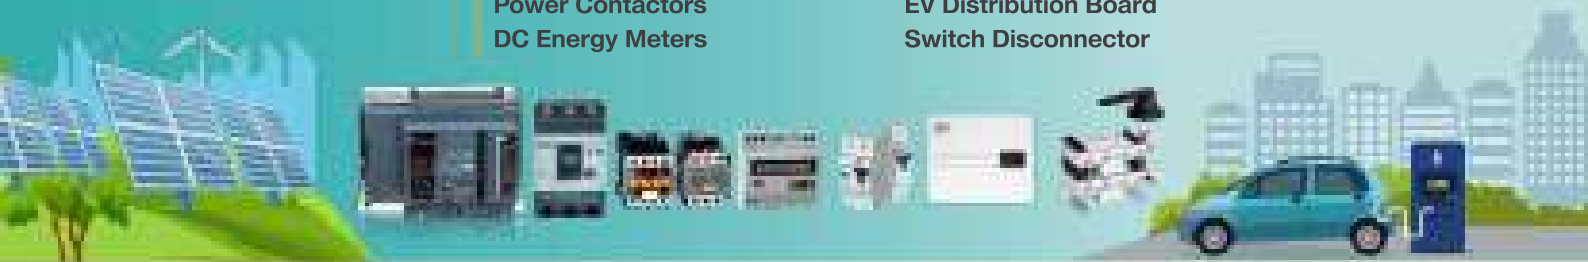 Power Contactors
DC Energy Meters
EV Distribution Board
Switch Disconnector